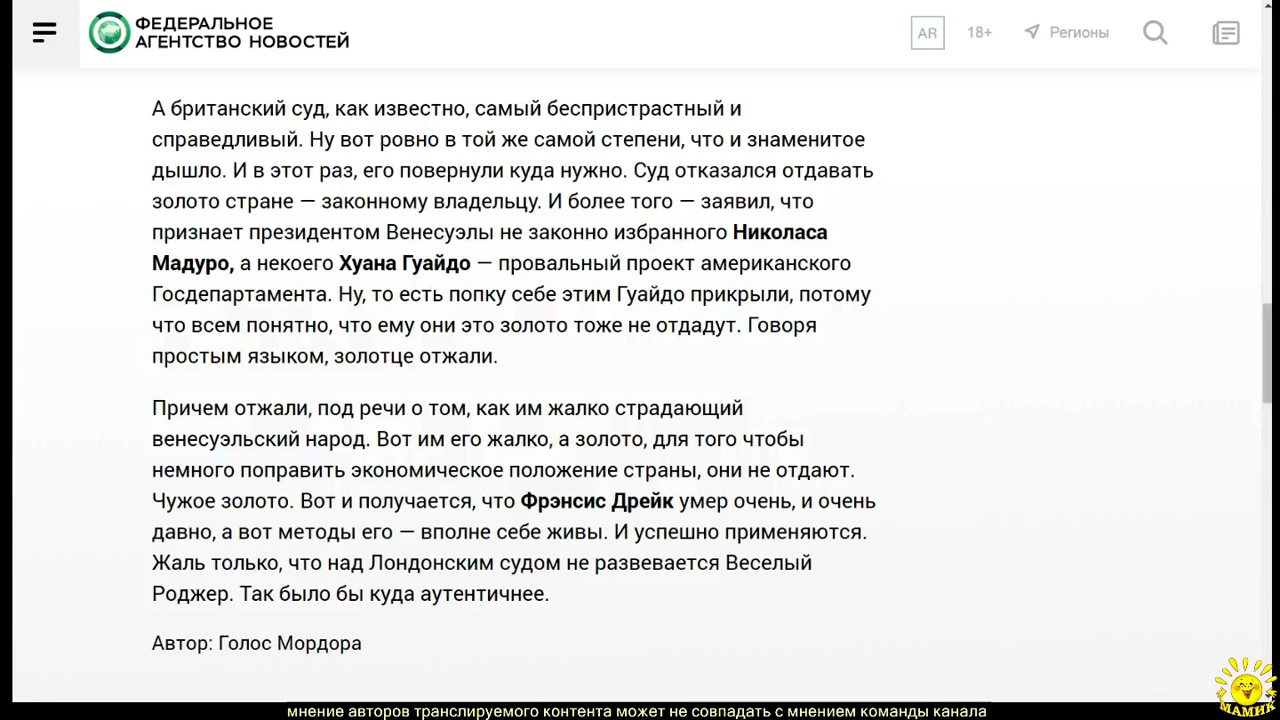 ФЕДЕРАЛЬНОЕ
АГЕНТСТВО НОВОСТЕЙ
AR
18+
Регионы
А британский суд, как известно, самый беспристрастный и
справедливый. Ну вот ровно в той же самой степени, что и знаменитое
дышло. И в этот раз, его повернули куда нужно. Суд отказался отдавать
золото стране — законному владельцу. И более того — заявил, что
признает президентом Венесуэлы не законно избранного Николаса
Мадуро, а некоего Хуана Гуайдо — провальный проект американского
Госдепартамента. Ну, то есть попку себе этим Гуайдо прикрыли, потому
что всем понятно, что ему они это золото тоже не отдадут. Говоря
простым языком, золотце отжали.
Причем отжали, под речи о том, как им жалко страдающий
венесуэльский народ. Вот им его жалко, а золото, для того чтобы
немного поправить экономическое положение страны, они не отдают.
Чужое золото. Вот и получается, что Фрэнсис Дрейк умер очень, и очень
давно, а вот методы его — вполне себе живы. И успешно применяются.
Жаль только, что над Лондонским судом не развевается Веселый
Роджер. Так было бы куда аутентичнее.
Автор: Голос Мордора
МАМИК
мнение авторов транслируемого контента может не совпадать с мнением команды канала